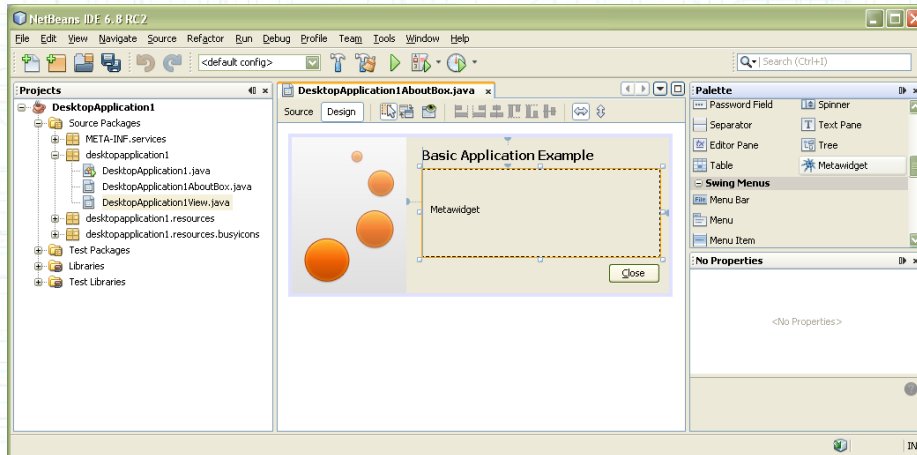 NetBeans IDE 6.8 RC2
File Edit View Navigate Source Refactor Run Debug Profile Team Tools Window Help
<default config>
Search (Ctrl+I)
Projects
DesktopApplication1
Source Packages
META-INF.services
desktopapplication1
DesktopApplication1.java
DesktopApplication1AboutBox.java
DesktopApplication1View.java
desktopapplication1.resources
desktopapplication1.resources.busyicons
Test Packages
Libraries
Test Libraries
DesktopApplication1AboutBox.java
Source Design
Basic Application Example
Metawidget
Close
Palette
Password Field Spinner
Separator Text Pane
Editor Pane Tree
Table Metawidget
Swing Menus
Menu Bar
Menu
Menu Item
No Properties
<No Properties>
IN